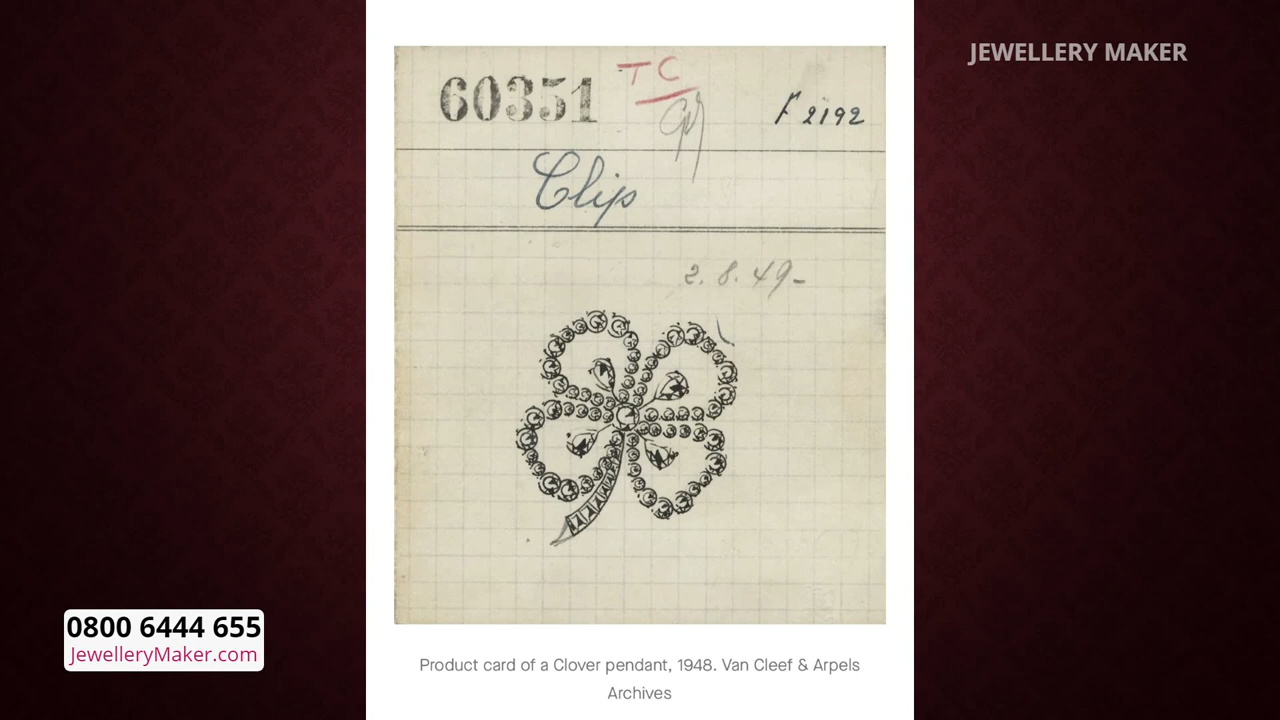 JEWELLERY MAKER
60351 TC
F 2192
Clip
2. 8. 49-
0800 6444 655
JewelleryMaker.com
Product card of a Clover pendant, 1948. Van Cleef & Arpels
Archives